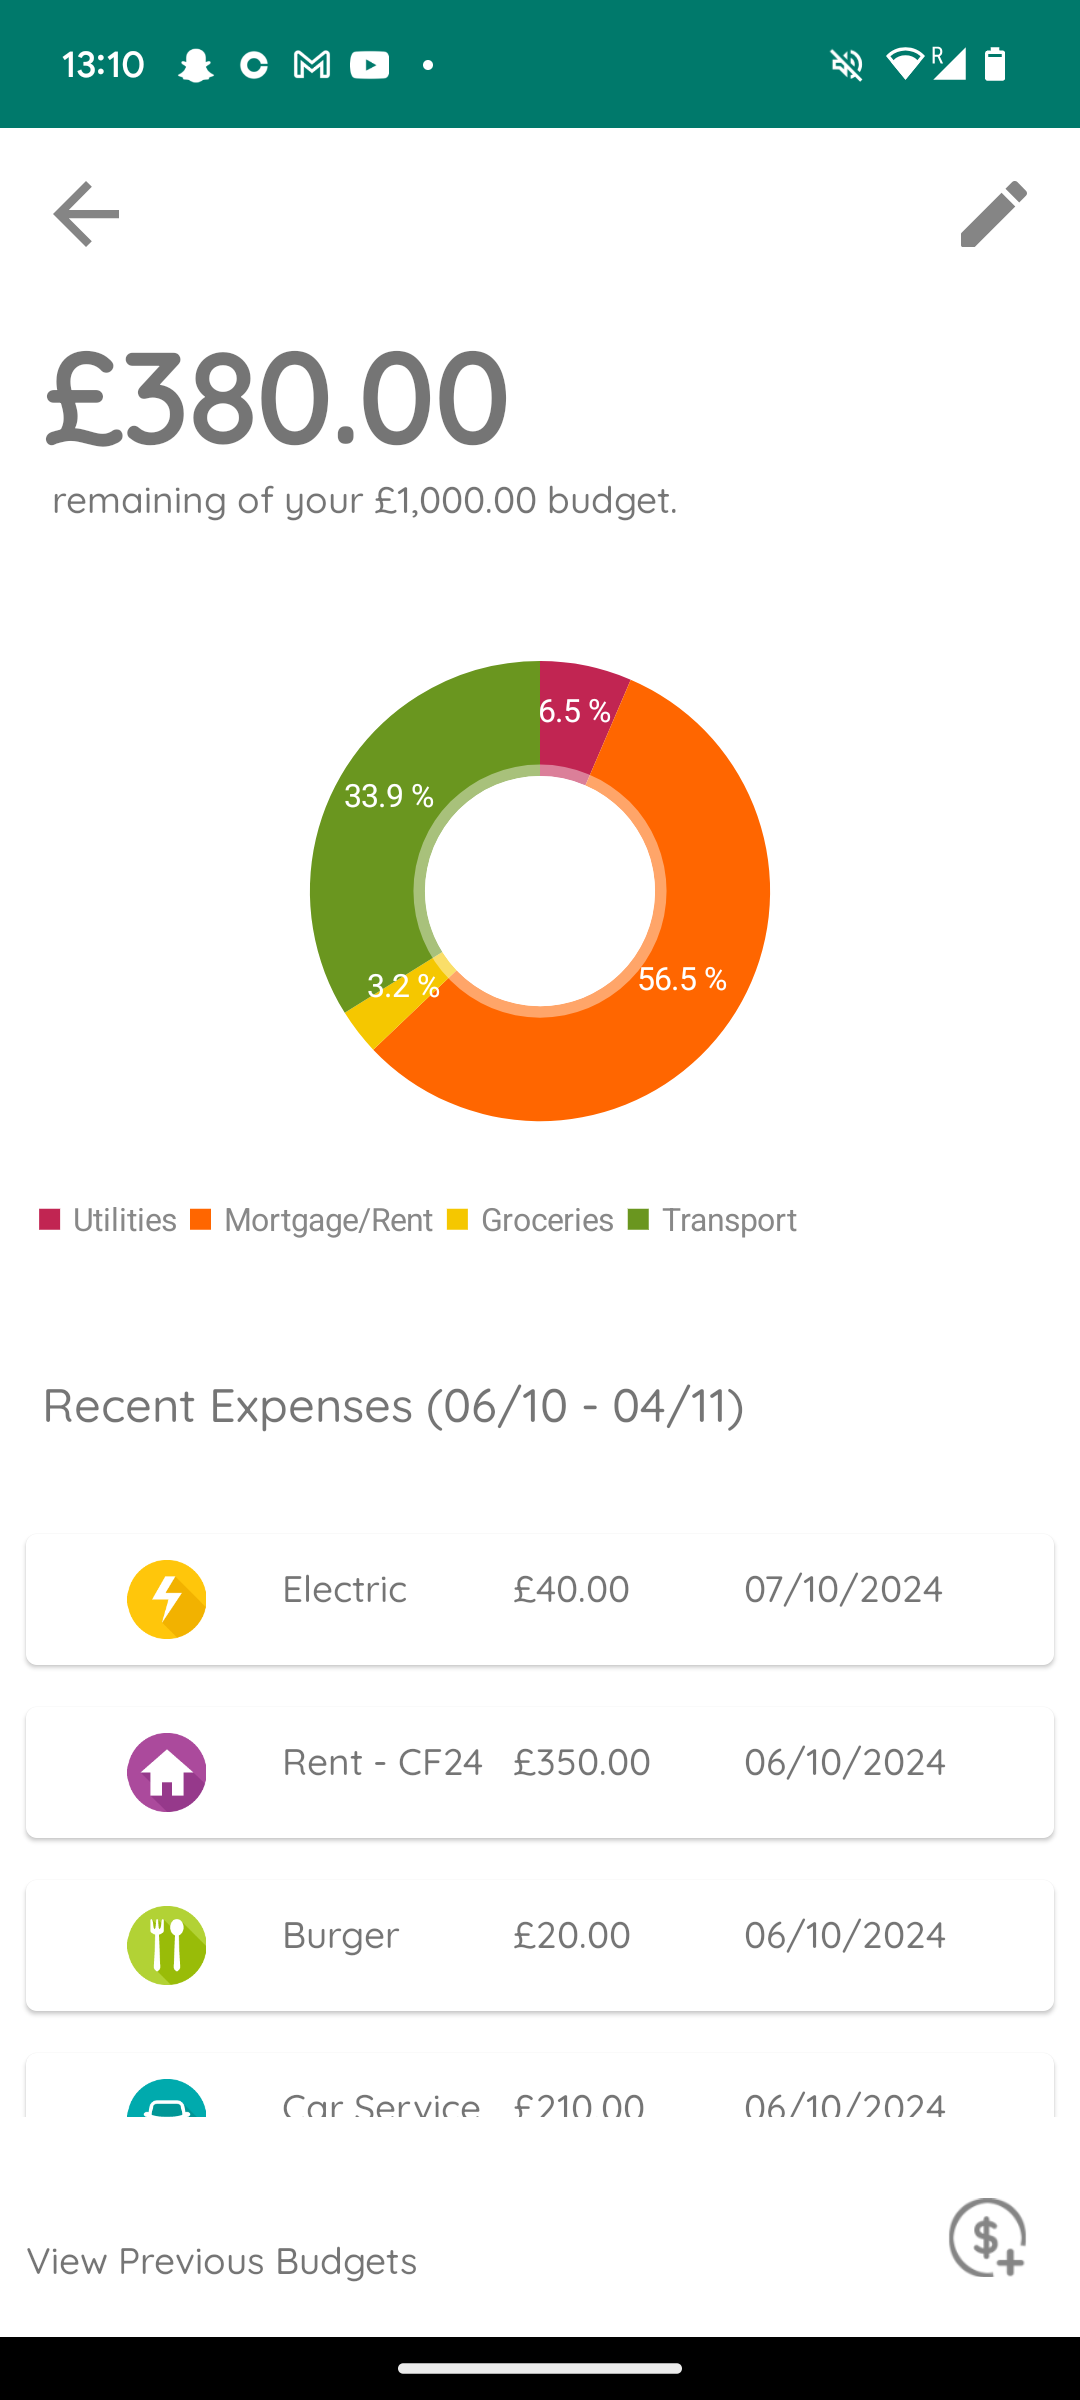 13:10
R
£380.00
remaining of your £1,000.00 budget.
6.5 %
33.9 %
3.2 %
56.5 %
Utilities Mortgage/Rent Groceries Transport
Recent Expenses (06/10 - 04/11)
Electric £40.00 07/10/2024
Rent - CF24 £350.00 06/10/2024
Burger £20.00 06/10/2024
Car Service £210.00 06/10/2024
View Previous Budgets